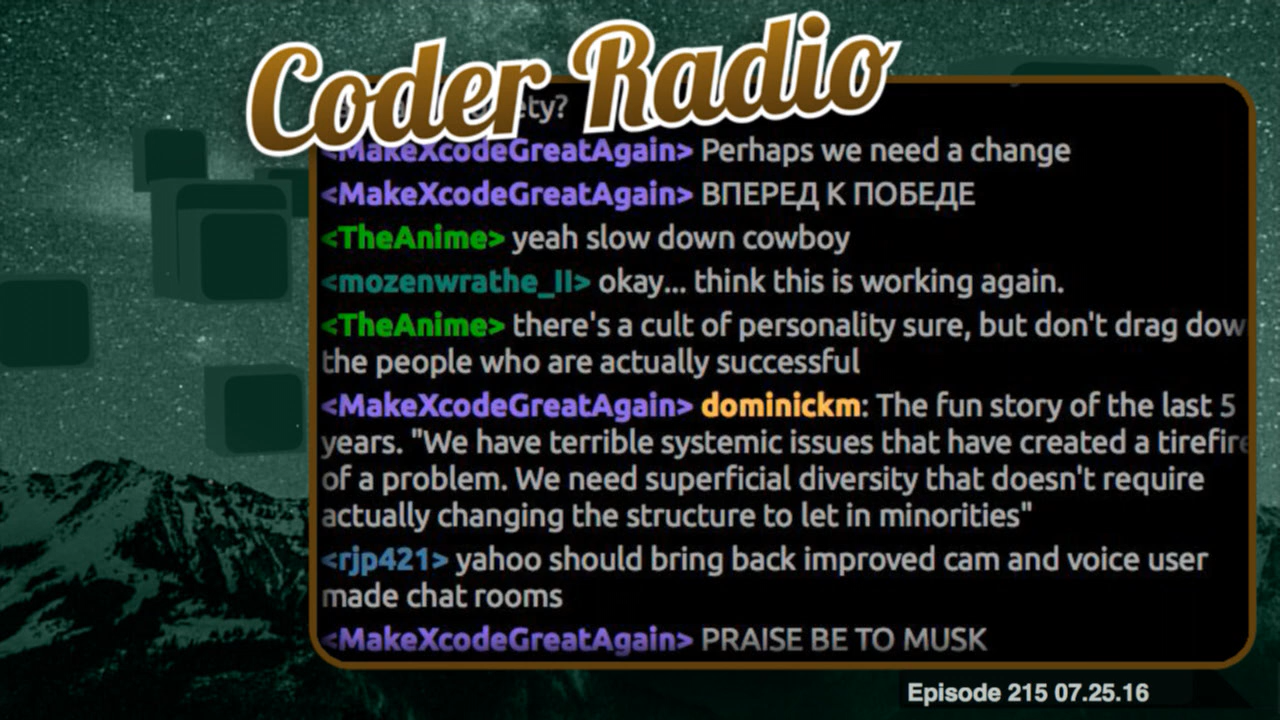 Coder Radio
ety?
<MakeXcodeGreatAgain> Perhaps we need a change
<MakeXcodeGreatAgain> ВПЕРЕД К ПОБЕДЕ
<TheAnime> yeah slow down cowboy
<mozenwrathe_II> okay... think this is working again.
<TheAnime> there's a cult of personality sure, but don't drag dow
the people who are actually successful
<MakeXcodeGreatAgain> dominickm: The fun story of the last 5
years. "We have terrible systemic issues that have created a tirefire
of a problem. We need superficial diversity that doesn't require
actually changing the structure to let in minorities"
<rjp421> yahoo should bring back improved cam and voice user
made chat rooms
<MakeXcodeGreatAgain> PRAISE BE TO MUSK
Episode 215 07.25.16